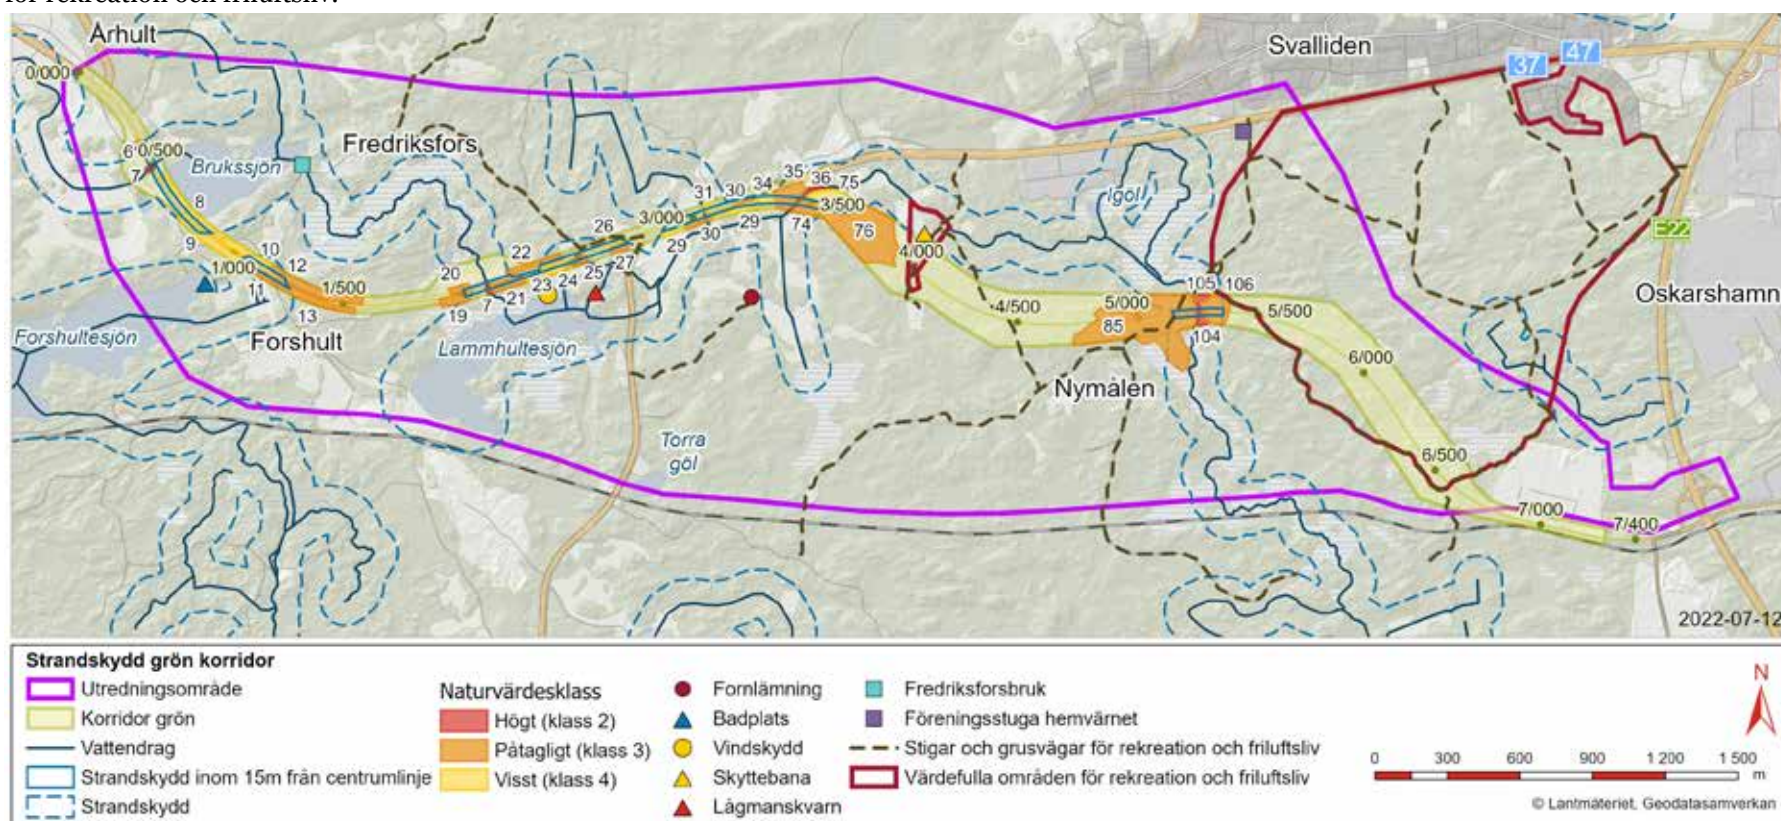 för rekreation och friluftsliv.
Århult
Svalliden
37
47
0/000
Fredriksfors
6
0/500
7
Brukssjön
8
9
10
1/000
11
12
13
1/500
Forshultesjön
Forshult
Igöl
E22
Oskarshamn
35
34
36
75
31
30
3/000
3/500
26
30
29
29
74
76
22
20
27
25
24
23
21
7
19
4/000
4/500
5/000
85
105
106
104
5/500
6/000
6/500
7/000
7/400
Lammhultesjön
Nymålen
Torra
göl
2022-07-12
Strandskydd grön korridor
Utredningsområde
Korridor grön
Vattendrag
Strandskydd inom 15m från centrumlinje
Strandskydd
Naturvärdesklass
Högt (klass 2)
Påtagligt (klass 3)
Visst (klass 4)
Fornlämning
Badplats
Vindskydd
Skyttebana
Lågmanskvarn
Fredriksforsbruk
Föreningsstuga hemvärnet
Stigar och grusvägar för rekreation och friluftsliv
Värdefulla områden för rekreation och friluftsliv
N
0 300 600 900 1 200 1 500
m
© Lantmäteriet, Geodatasamverkan